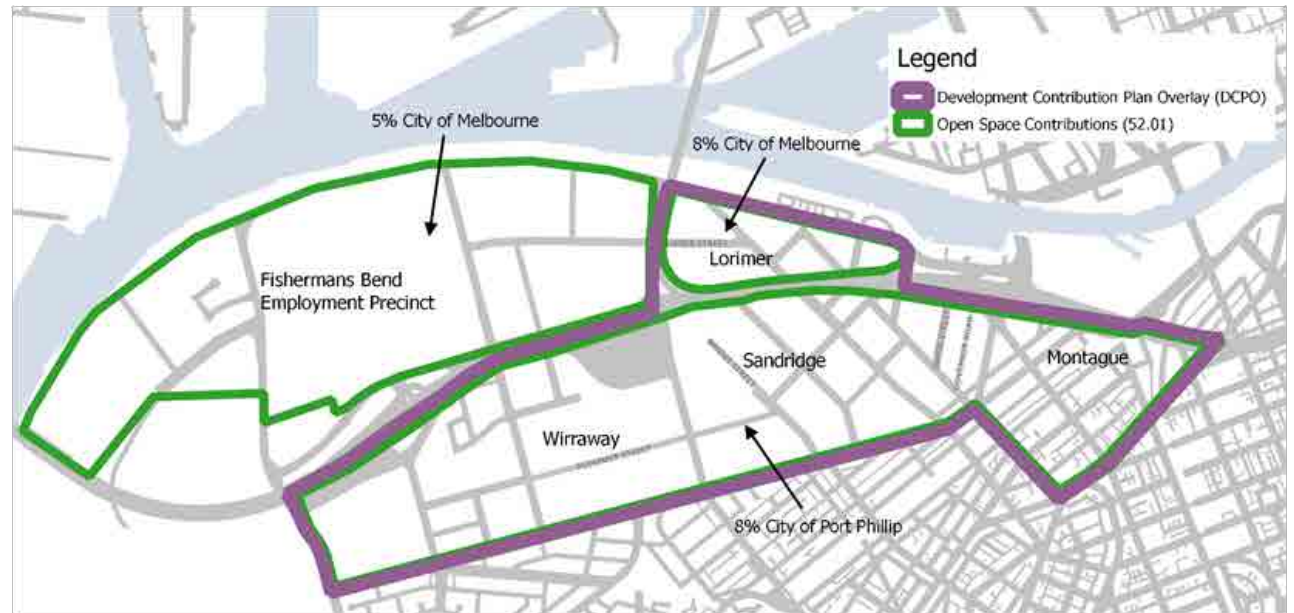 Legend
Development Contribution Plan Overlay (DCPO)
Open Space Contributions (52.01)
5% City of Melbourne
8% City of Melbourne
Lorimer
Fishermans Bend
Employment Precinct
Sandridge
Montague
Wirraway
8% City of Port Phillip